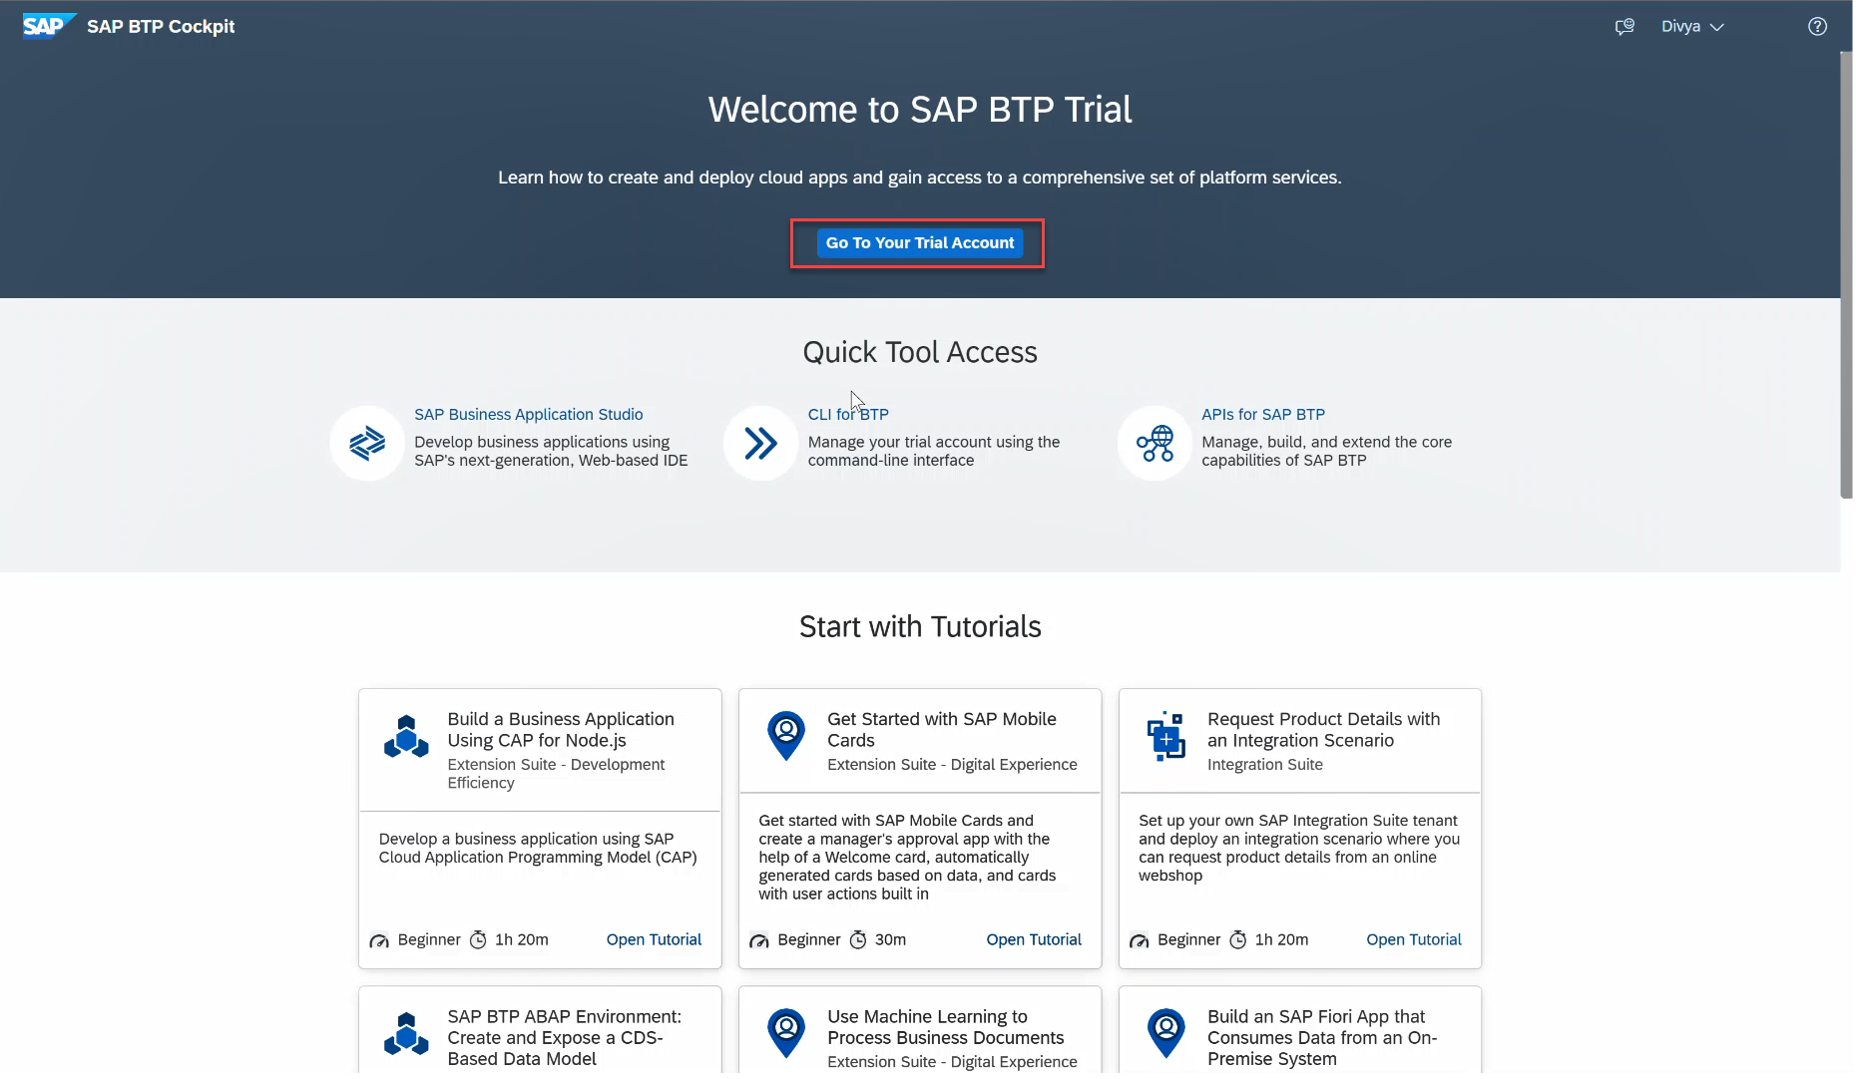 SAP SAP BTP Cockpit Divya
Welcome to SAP BTP Trial
Learn how to create and deploy cloud apps and gain access to a comprehensive set of platform services.
Go To Your Trial Account
Quick Tool Access
SAP Business Application Studio
Develop business applications using
SAP's next-generation, Web-based IDE
CLI for BTP
Manage your trial account using the
command-line interface
APIs for SAP BTP
Manage, build, and extend the core
capabilities of SAP BTP
Start with Tutorials
Build a Business Application
Using CAP for Node.js
Extension Suite - Development
Efficiency
Develop a business application using SAP
Cloud Application Programming Model (CAP)
Beginner 1h 20m Open Tutorial
Get Started with SAP Mobile
Cards
Extension Suite - Digital Experience
Get started with SAP Mobile Cards and
create a manager's approval app with the
help of a Welcome card, automatically
generated cards based on data, and cards
with user actions built in
Beginner 30m Open Tutorial
Request Product Details with
an Integration Scenario
Integration Suite
Set up your own SAP Integration Suite tenant
and deploy an integration scenario where you
can request product details from an online
webshop
Beginner 1h 20m Open Tutorial
SAP BTP ABAP Environment:
Create and Expose a CDS-
Based Data Model
Use Machine Learning to
Process Business Documents
Extension Suite - Digital Experience
Build an SAP Fiori App that
Consumes Data from an On-
Premise System